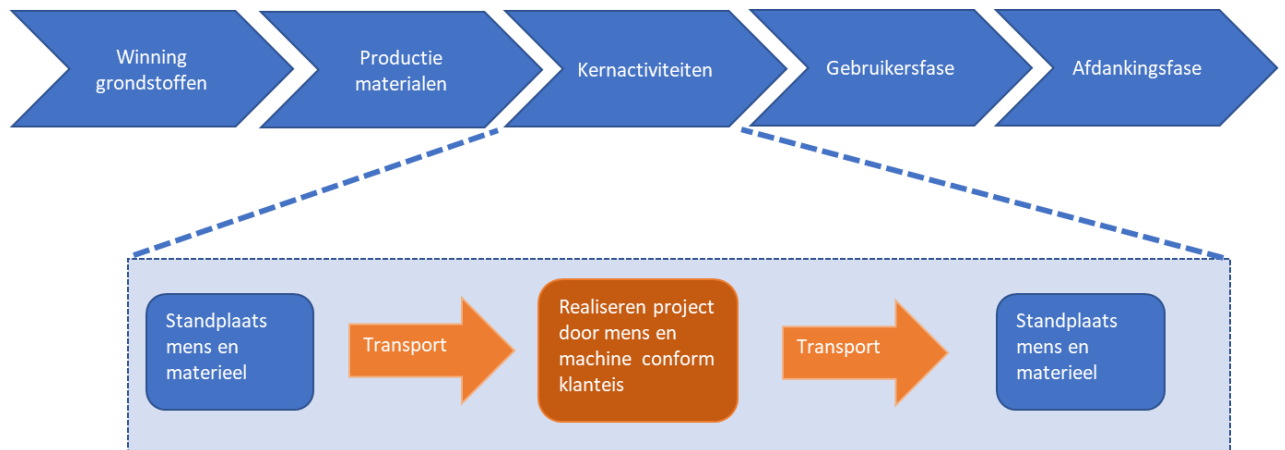 Winning
grondstoffen
Productie
materialen
Kernactiviteiten
Gebruikersfase
Afdankingsfase
Standplaats
mens en
materieel
Transport
Realiseren project
door mens en
machine conform
klanteis
Transport
Standplaats
mens en
materieel